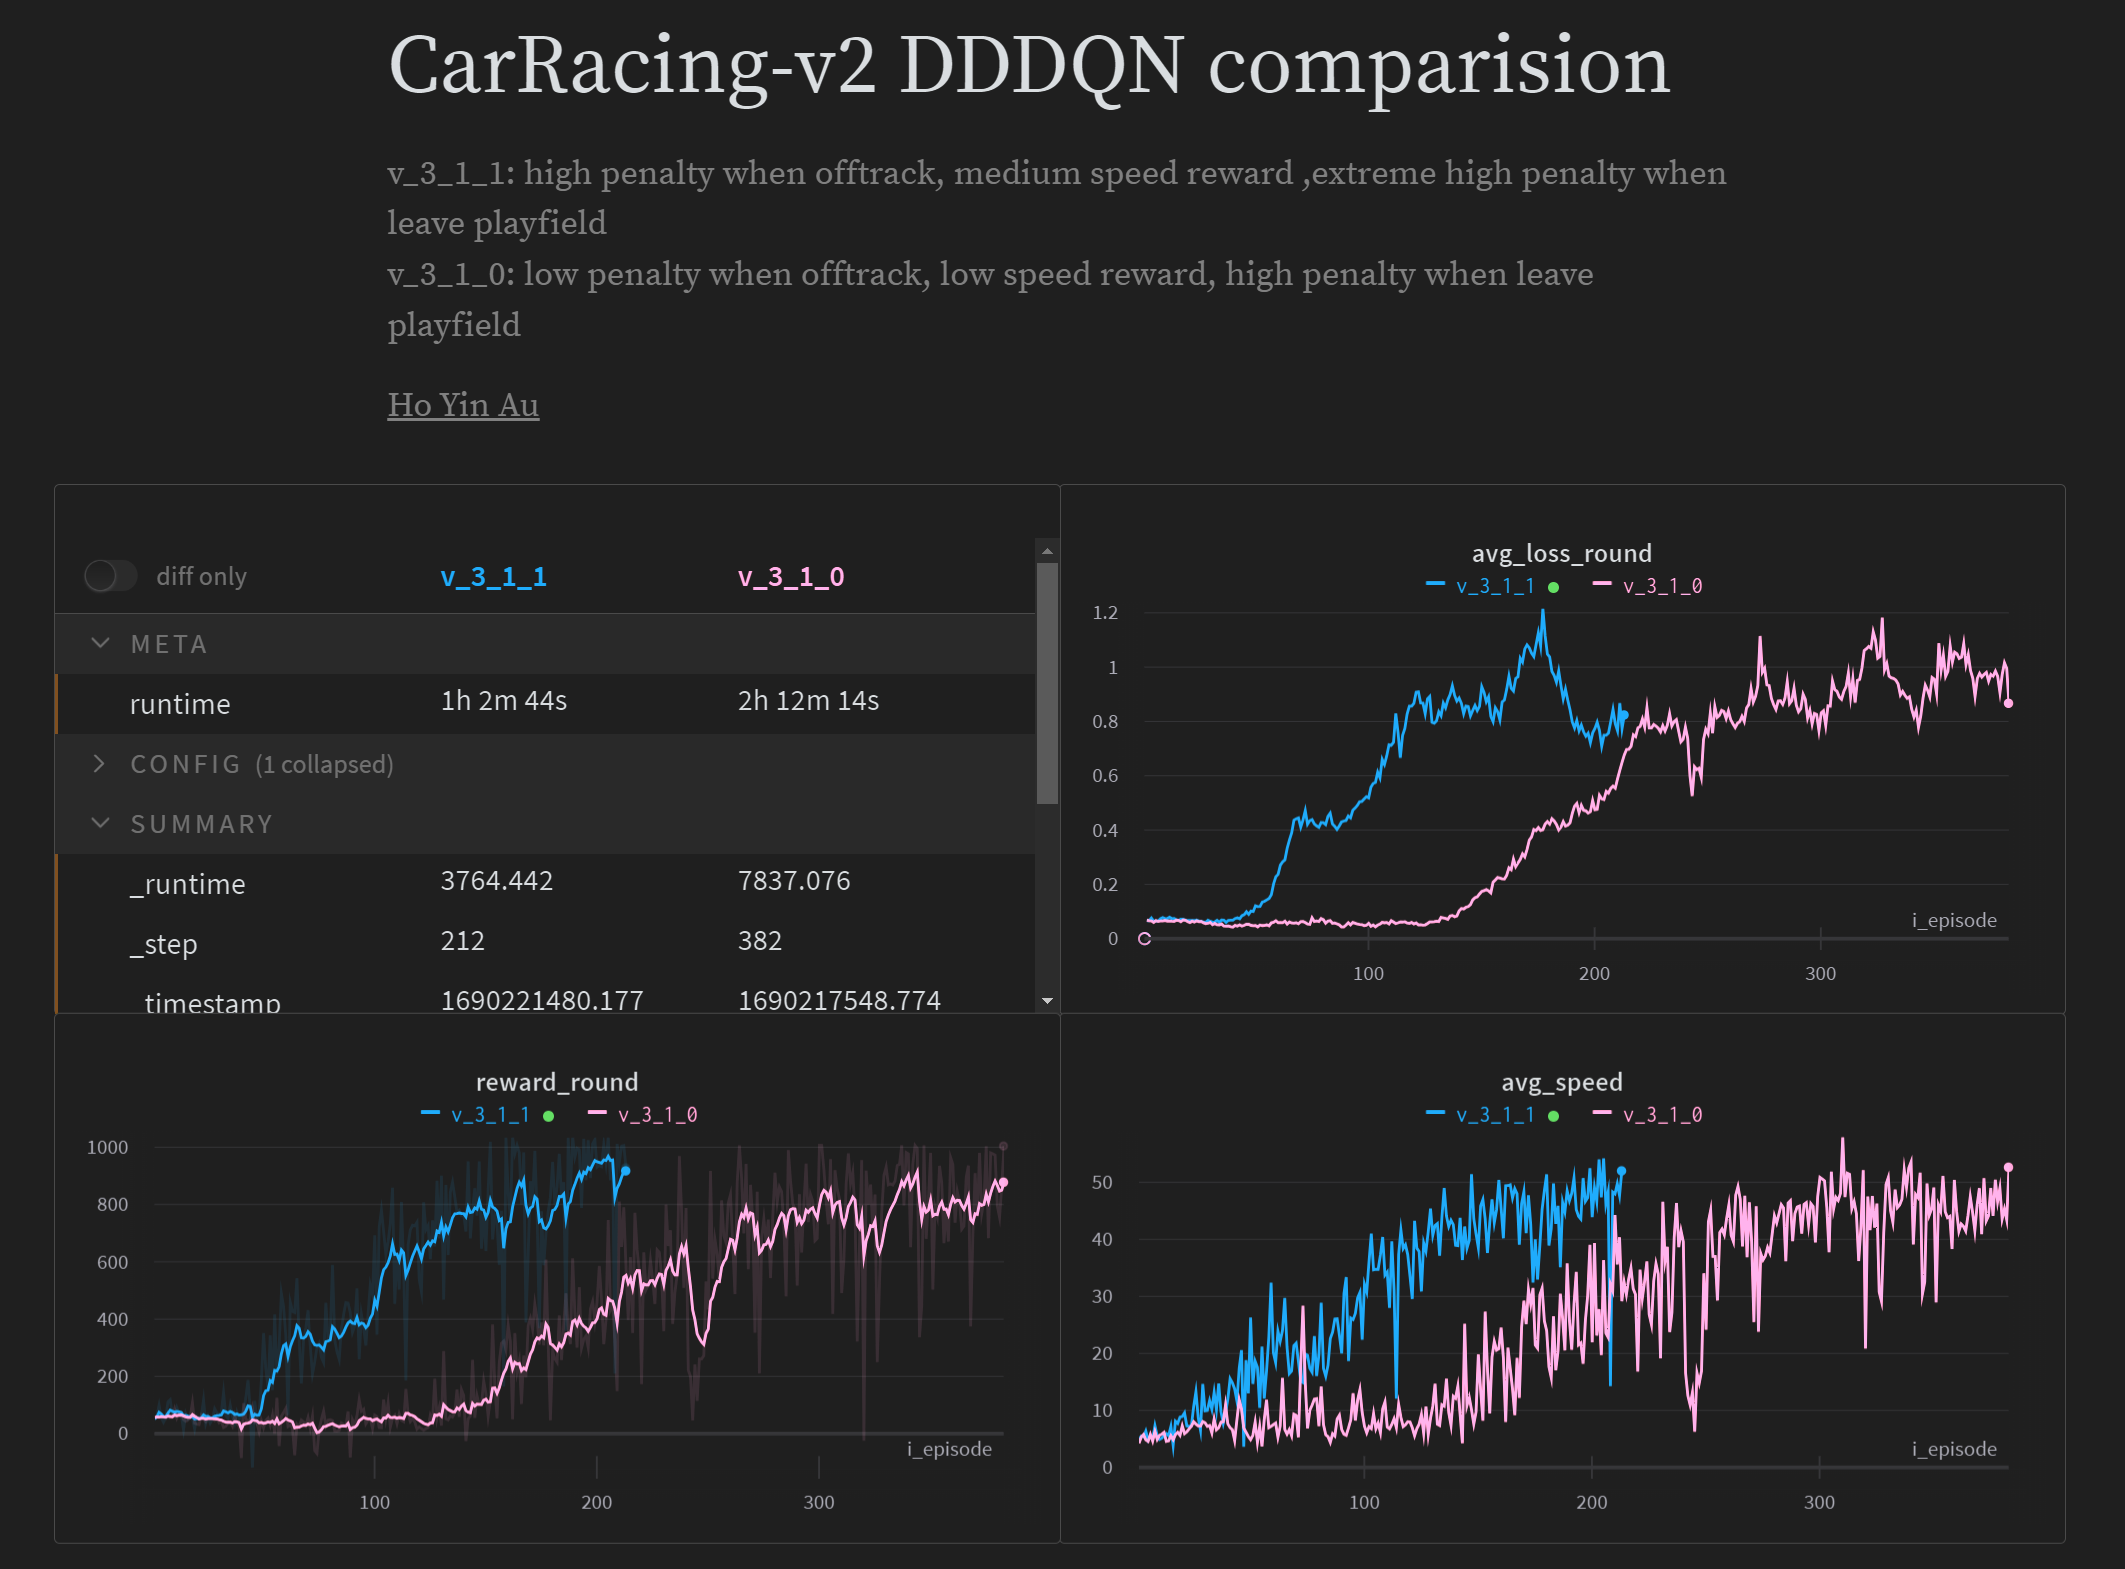 CarRacing-v2 DDDQN comparision
v_3_1_1: high penalty when offtrack, medium speed reward ,extreme high penalty when
leave playfield
v_3_1_0: low penalty when offtrack, low speed reward, high penalty when leave
playfield
Ho Yin Au
diff only v_3_1_1 v_3_1_0
META
runtime 1h 2m 44s 2h 12m 14s
CONFIG (1 collapsed)
SUMMARY
_runtime 3764.442 7837.076
_step 212 382
_timestamp 1690221480.177 1690217548.774
avg_loss_round
v_3_1_1 v_3_1_0
1.2
1
0.8
0.6
0.4
0.2
0
i_episode
100 200 300
reward_round
v_3_1_1 v_3_1_0
1000
800
600
400
200
0
i_episode
100 200 300
avg_speed
v_3_1_1 v_3_1_0
50
40
30
20
10
0
i_episode
100 200 300